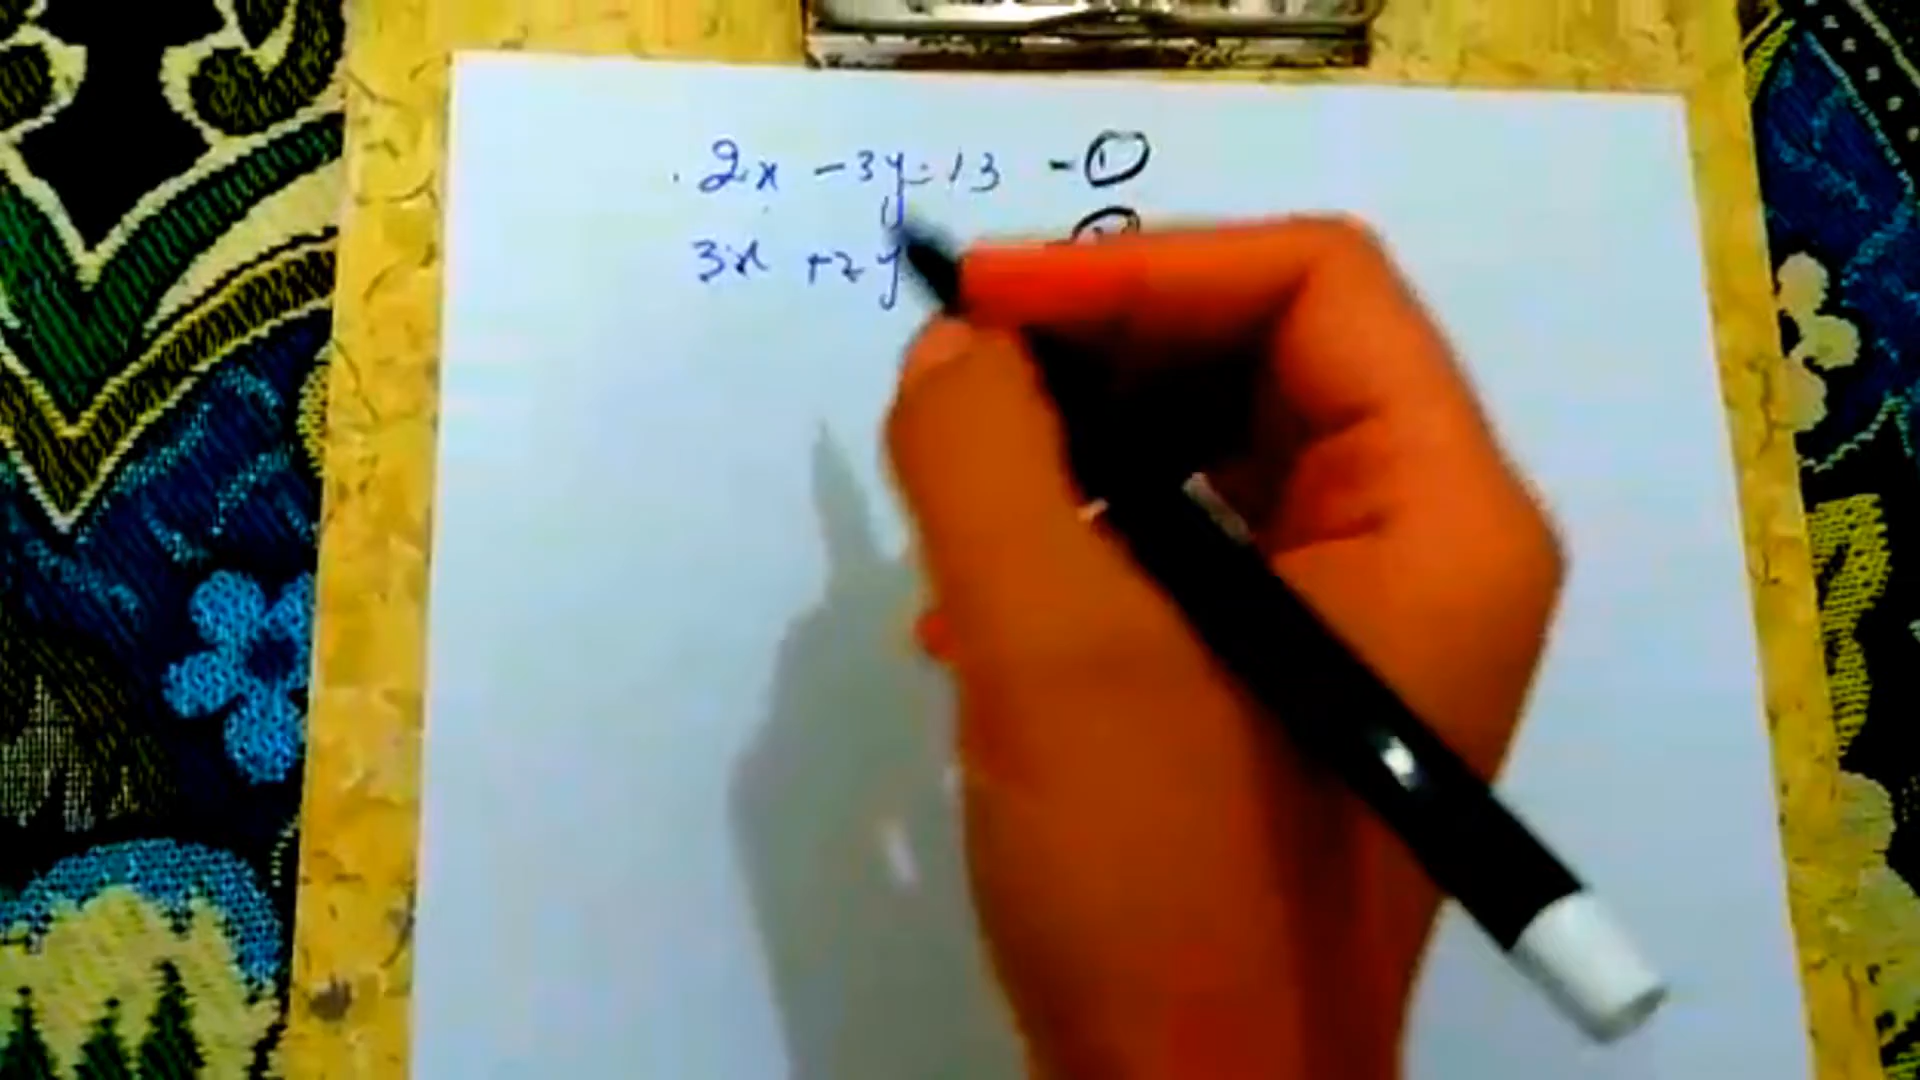 2x - 3y = 13 - ①
3x + 2y